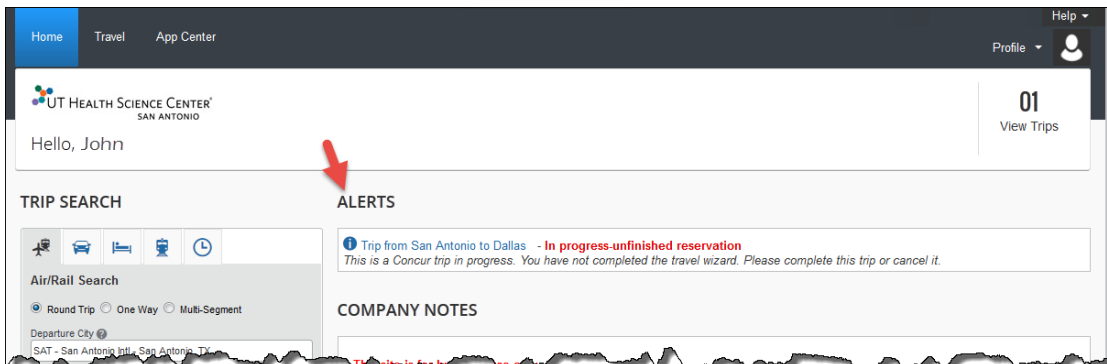 Help
Home Travel App Center
Profile
UT HEALTH SCIENCE CENTER®
SAN ANTONIO
01
View Trips
Hello, John
TRIP SEARCH
ALERTS
Trip from San Antonio to Dallas - In progress-unfinished reservation
This is a Concur trip in progress. You have not completed the travel wizard. Please complete this trip or cancel it.
Air/Rail Search
Round Trip One Way Multi-Segment
COMPANY NOTES
Departure City
SAT - San Antonio Intl - San Antonio, TX